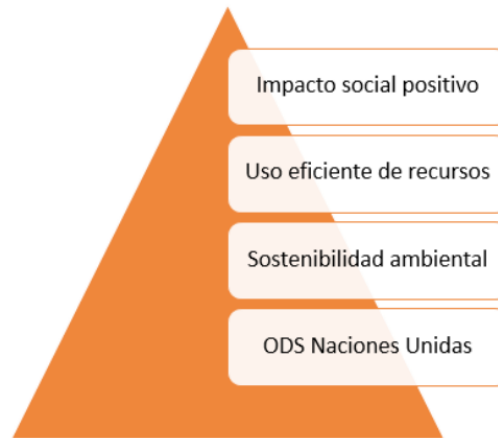 Impacto social positivo
Uso eficiente de recursos
Sostenibilidad ambiental
ODS Naciones Unidas